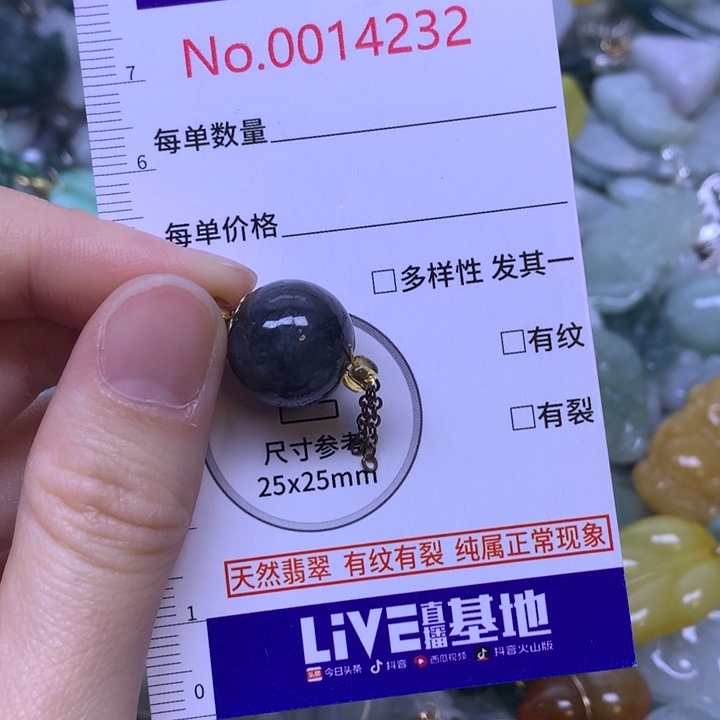 No.0014232
7
每单数量
6
每单价格
□多样性 发其一
□有纹
□有裂
尺寸参考
25x25mm
天然翡翠 有纹有裂 纯属正常现象
1
LiVE直播基地
头条 今日头条 抖音 西瓜视频 抖音火山版
0